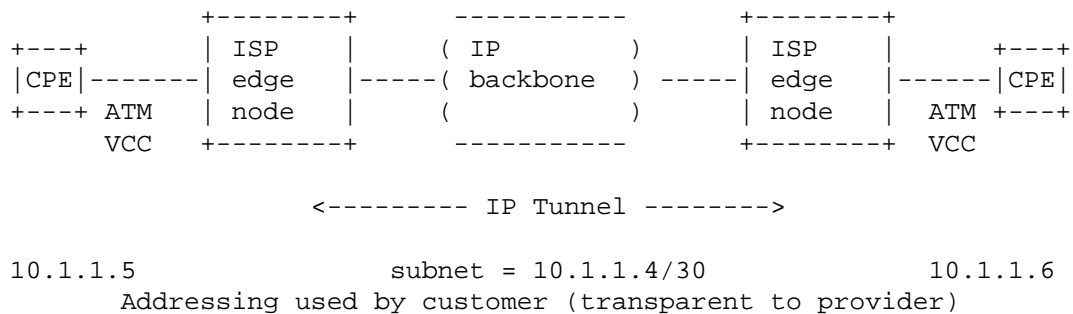 +--------+      -----------       +--------+
+---+           | ISP    |     ( IP        )      | ISP    |       +---+
|CPE|-------| edge   |-----( backbone  ) -----| edge   |------|CPE|
+---+ ATM   | node   |     (           )      | node   |  ATM +---+
      VCC   +--------+      -----------       +--------+  VCC
<--------- IP Tunnel -------->
10.1.1.5                subnet = 10.1.1.4/30                10.1.1.6
Addressing used by customer (transparent to provider)